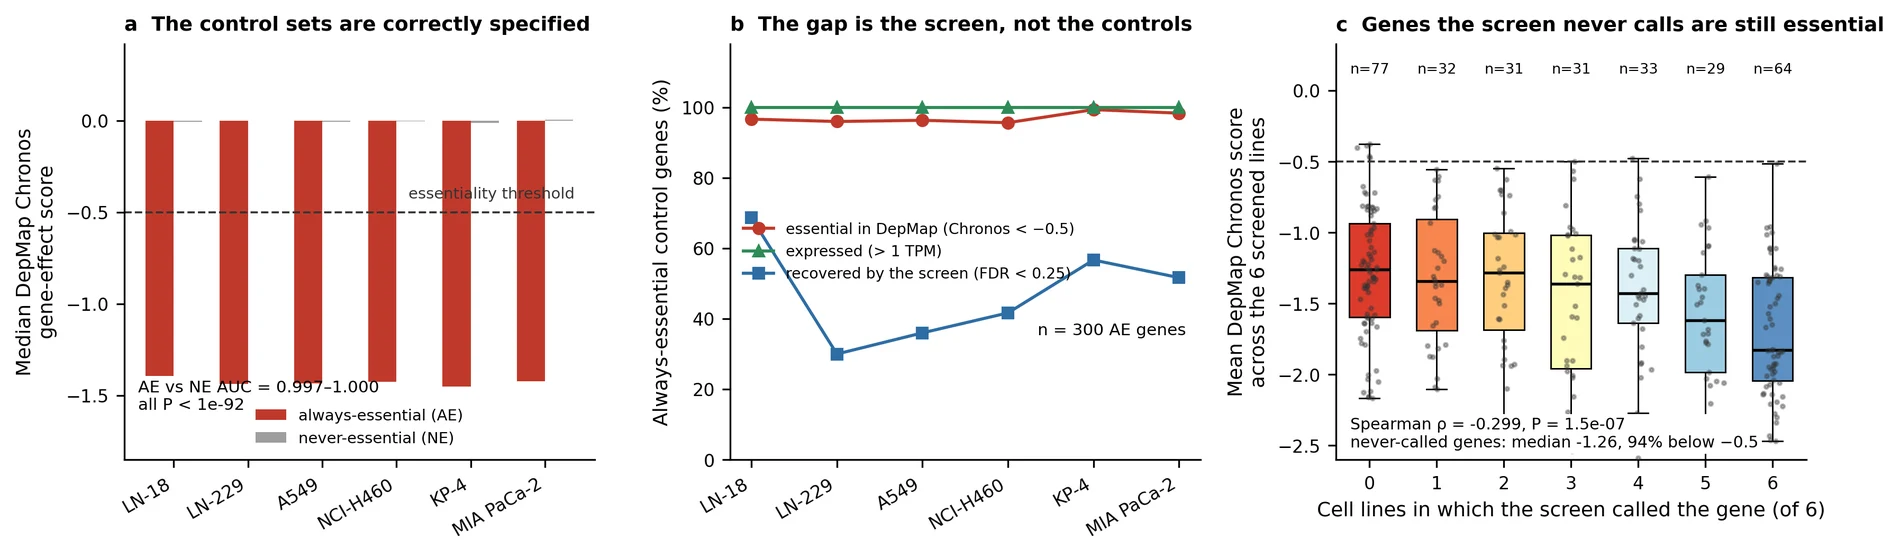 a The control sets are correctly specified
Median DepMap Chronos
gene-effect score
0.0
−0.5
−1.0
−1.5
essentiality threshold
AE vs NE AUC = 0.997–1.000
all P < 1e-92
always-essential (AE)
never-essential (NE)
LN-18
LN-229
A549
NCI-H460
KP-4
MIA PaCa-2
b The gap is the screen, not the controls
Always-essential control genes (%)
100
80
60
40
20
0
essential in DepMap (Chronos < −0.5)
expressed (> 1 TPM)
recovered by the screen (FDR < 0.25)
n = 300 AE genes
LN-18
LN-229
A549
NCI-H460
KP-4
MIA PaCa-2
c Genes the screen never calls are still essential
Mean DepMap Chronos score
across the 6 screened lines
n=77 n=32 n=31 n=31 n=33 n=29 n=64
0.0
−0.5
−1.0
−1.5
−2.0
−2.5
Spearman ρ = -0.299, P = 1.5e-07
never-called genes: median -1.26, 94% below −0.5
0 1 2 3 4 5 6
Cell lines in which the screen called the gene (of 6)